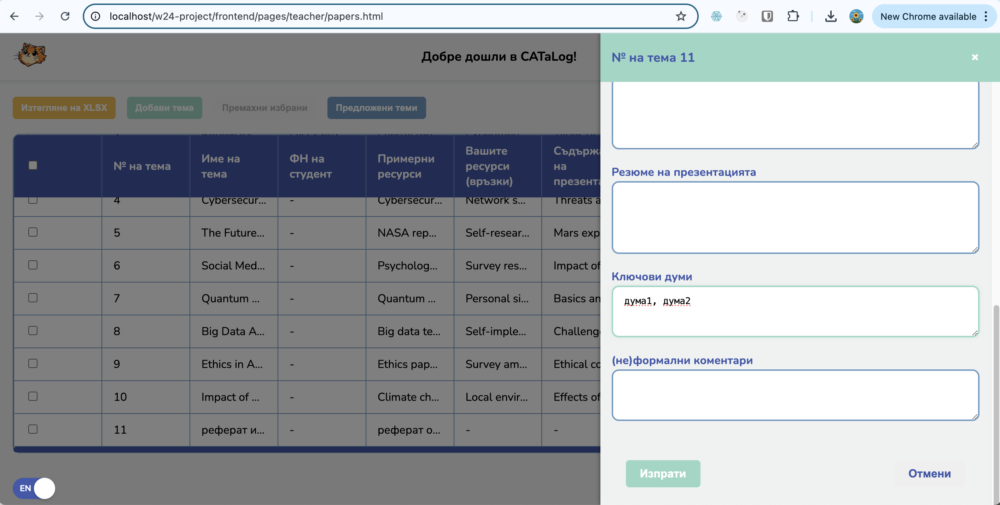 localhost/w24-project/frontend/pages/teacher/papers.html
New Chrome available
Добре дошли в CATaLog!
Изтегляне на XLSX
Добави тема
Премахни избрани
Предложени теми
№ на тема
Име на тема
ФН на студент
Примерни ресурси
Вашите ресурси (връзки)
Съдърж на презент
4 Cybersecur... - Cybersecur... Network s... Threats a
5 The Future... - NASA rep... Self-resear... Mars exp
6 Social Med... - Psycholog... Survey res... Impact of
7 Quantum ... - Quantum ... Personal si... Basics an
8 Big Data A... - Big data te... Self-imple... Challeng
9 Ethics in A... - Ethics pap... Survey am... Ethical co
10 Impact of ... - Climate ch... Local envir... Effects of
11 реферат и... - реферат о... - -
EN
№ на тема 11
Резюме на презентацията
Ключови думи
дума1, дума2
(не)формални коментари
Изпрати
Отмени